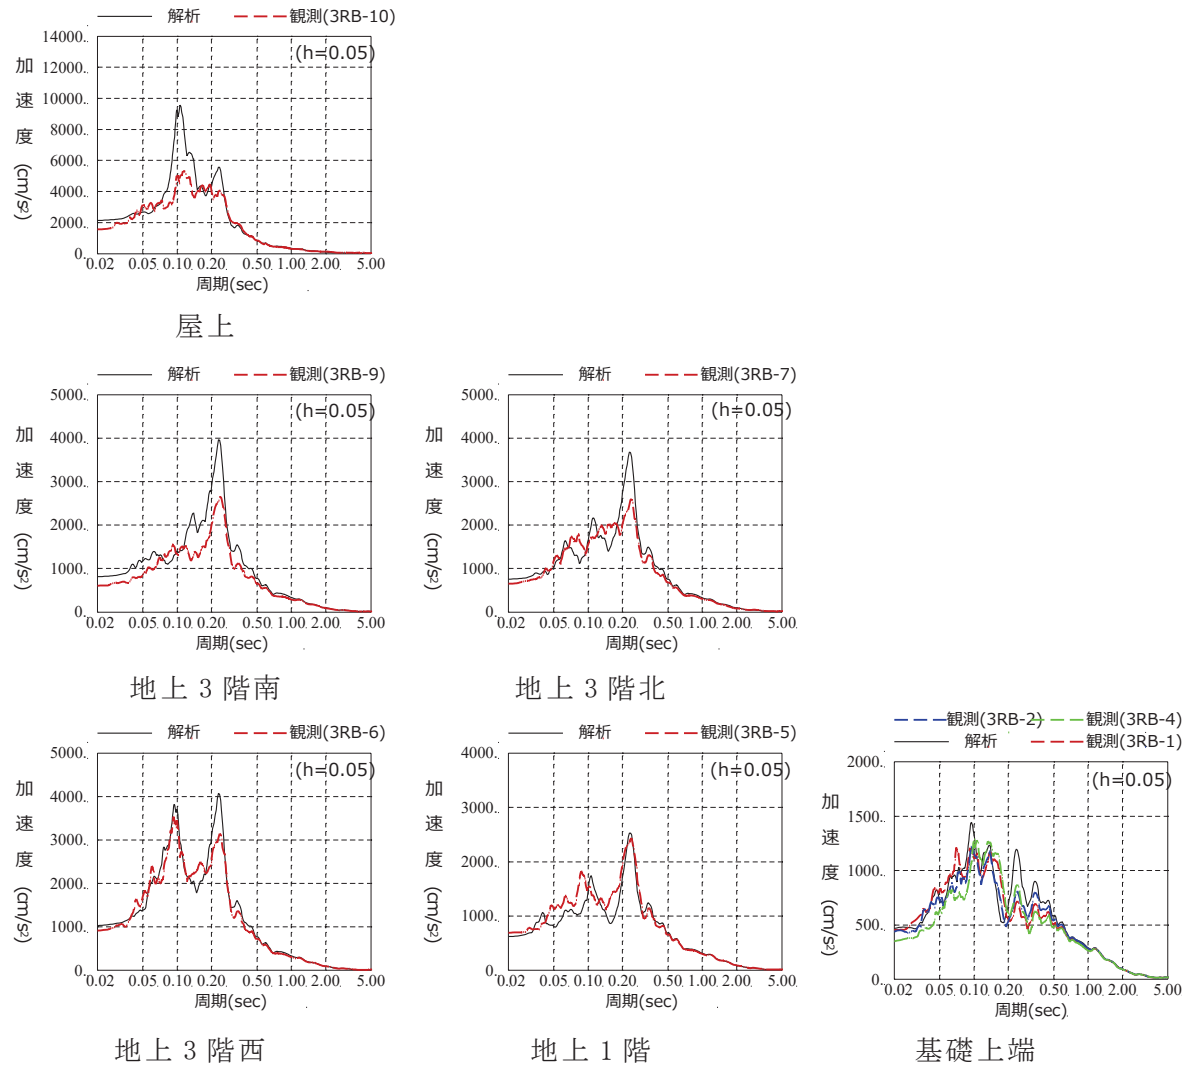 解析 観測(3RB-10)
(h=0.05)
加速度 (cm/s²)
14000.
12000.
10000.
8000.
6000.
4000.
2000.
0.
0.02 0.05 0.10 0.20 0.50 1.00 2.00 5.00
周期(sec)
屋上
解析 観測(3RB-9)
(h=0.05)
加速度 (cm/s²)
5000.
4000.
3000.
2000.
1000.
0.
0.02 0.05 0.10 0.20 0.50 1.00 2.00 5.00
周期(sec)
地上3階南
解析 観測(3RB-7)
(h=0.05)
加速度 (cm/s²)
5000.
4000.
3000.
2000.
1000.
0.
0.02 0.05 0.10 0.20 0.50 1.00 2.00 5.00
周期(sec)
地上3階北
解析 観測(3RB-6)
(h=0.05)
加速度 (cm/s²)
5000.
4000.
3000.
2000.
1000.
0.
0.02 0.05 0.10 0.20 0.50 1.00 2.00 5.00
周期(sec)
地上3階西
解析 観測(3RB-5)
(h=0.05)
加速度 (cm/s²)
4000.
3000.
2000.
1000.
0.
0.02 0.05 0.10 0.20 0.50 1.00 2.00 5.00
周期(sec)
地上1階
観測(3RB-2) 観測(3RB-4)
解析 観測(3RB-1)
(h=0.05)
加速度 (cm/s²)
2000.
1500.
1000.
500.
0.
0.02 0.05 0.10 0.20 0.50 1.00 2.00 5.00
周期(sec)
基礎上端